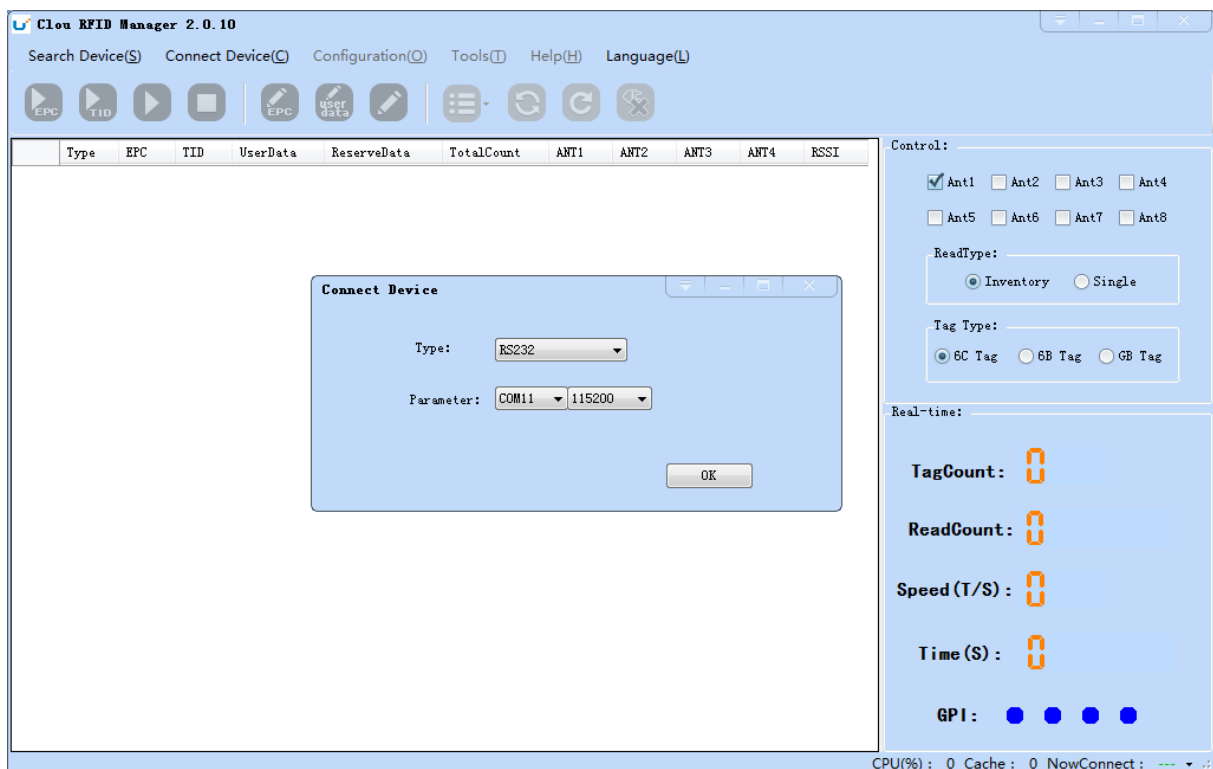 Clou RFID Manager 2.0.10
Search Device(S) Connect Device(C) Configuration(O) Tools(T) Help(H) Language(L)
EPC TID EPC user data
Type EPC TID UserData ReserveData TotalCount ANT1 ANT2 ANT3 ANT4 RSSI
Control:
Ant1 Ant2 Ant3 Ant4
Ant5 Ant6 Ant7 Ant8
ReadType:
Inventory Single
Tag Type:
6C Tag 6B Tag GB Tag
Connect Device
Type: RS232
Parameter: COM11 115200
OK
Real-time:
TagCount: 0
ReadCount: 0
Speed(T/S): 0
Time(S): 0
GPI:
CPU(%) : 0 Cache : 0 NowConnect : ---